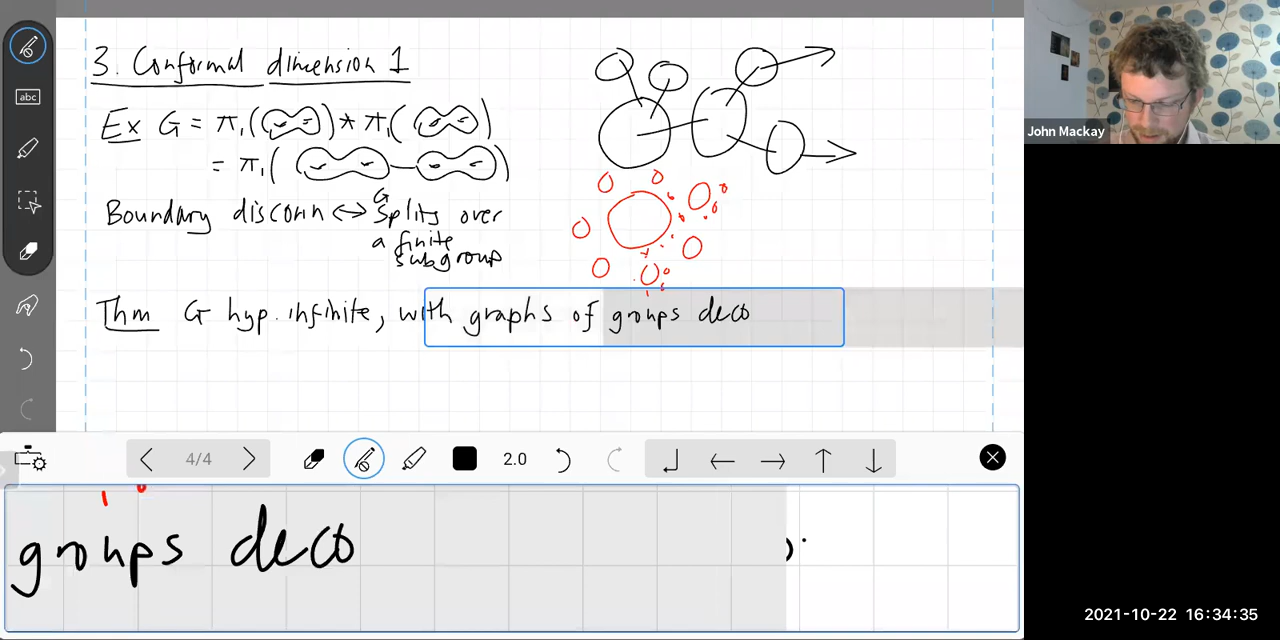 3. Conformal dimension 1
Ex G = π₁( ) * π₁( )
= π₁( )
Boundary disconn ↔ G splits over
a finite
subgroup
Thm G hyp. infinite, with graphs of groups deco
abc
4/4
2.0
groups deco
John Mackay
2021-10-22 16:34:35